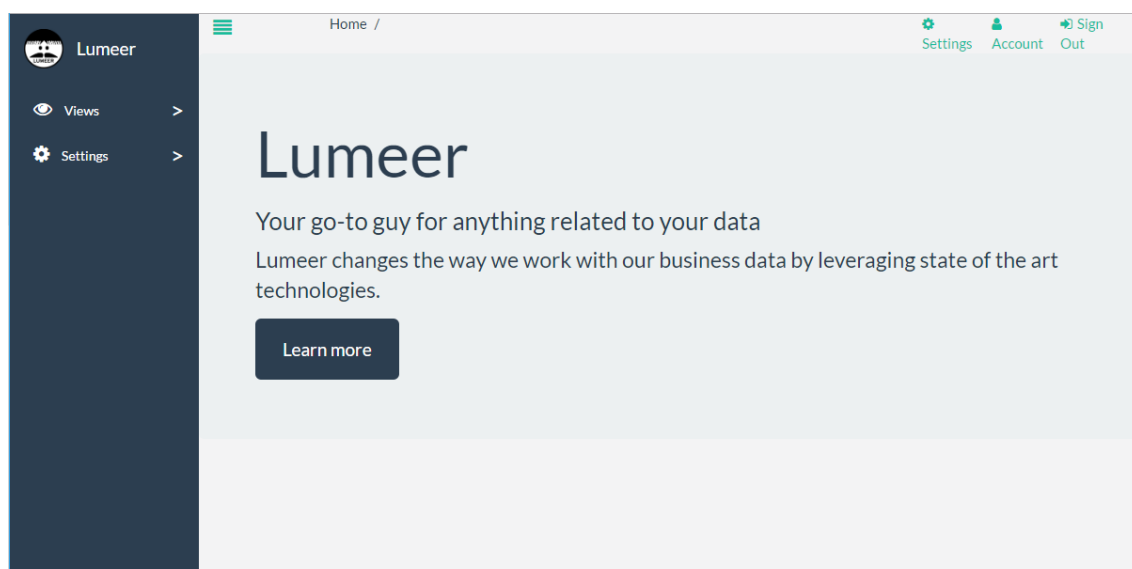 LUMEER
Lumeer
Views >
Settings >
Home /
Settings
Account
Sign
Out
Lumeer
Your go-to guy for anything related to your data
Lumeer changes the way we work with our business data by leveraging state of the art
technologies.
Learn more